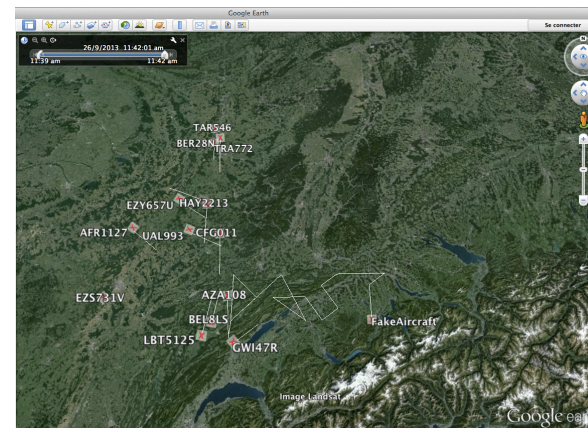 Google Earth
Se connecter
26/9/2013 11:42:01 am
11:39 am
11:42 am
N
TAR546
BER28N
TRA772
EZY657U
HAY2213
AFR1127
UAL993
CFG011
EZS731V
AZA108
BEL8LS
FakeAircraft
LBT5125
GWI47R
Image Landsat
Google ea